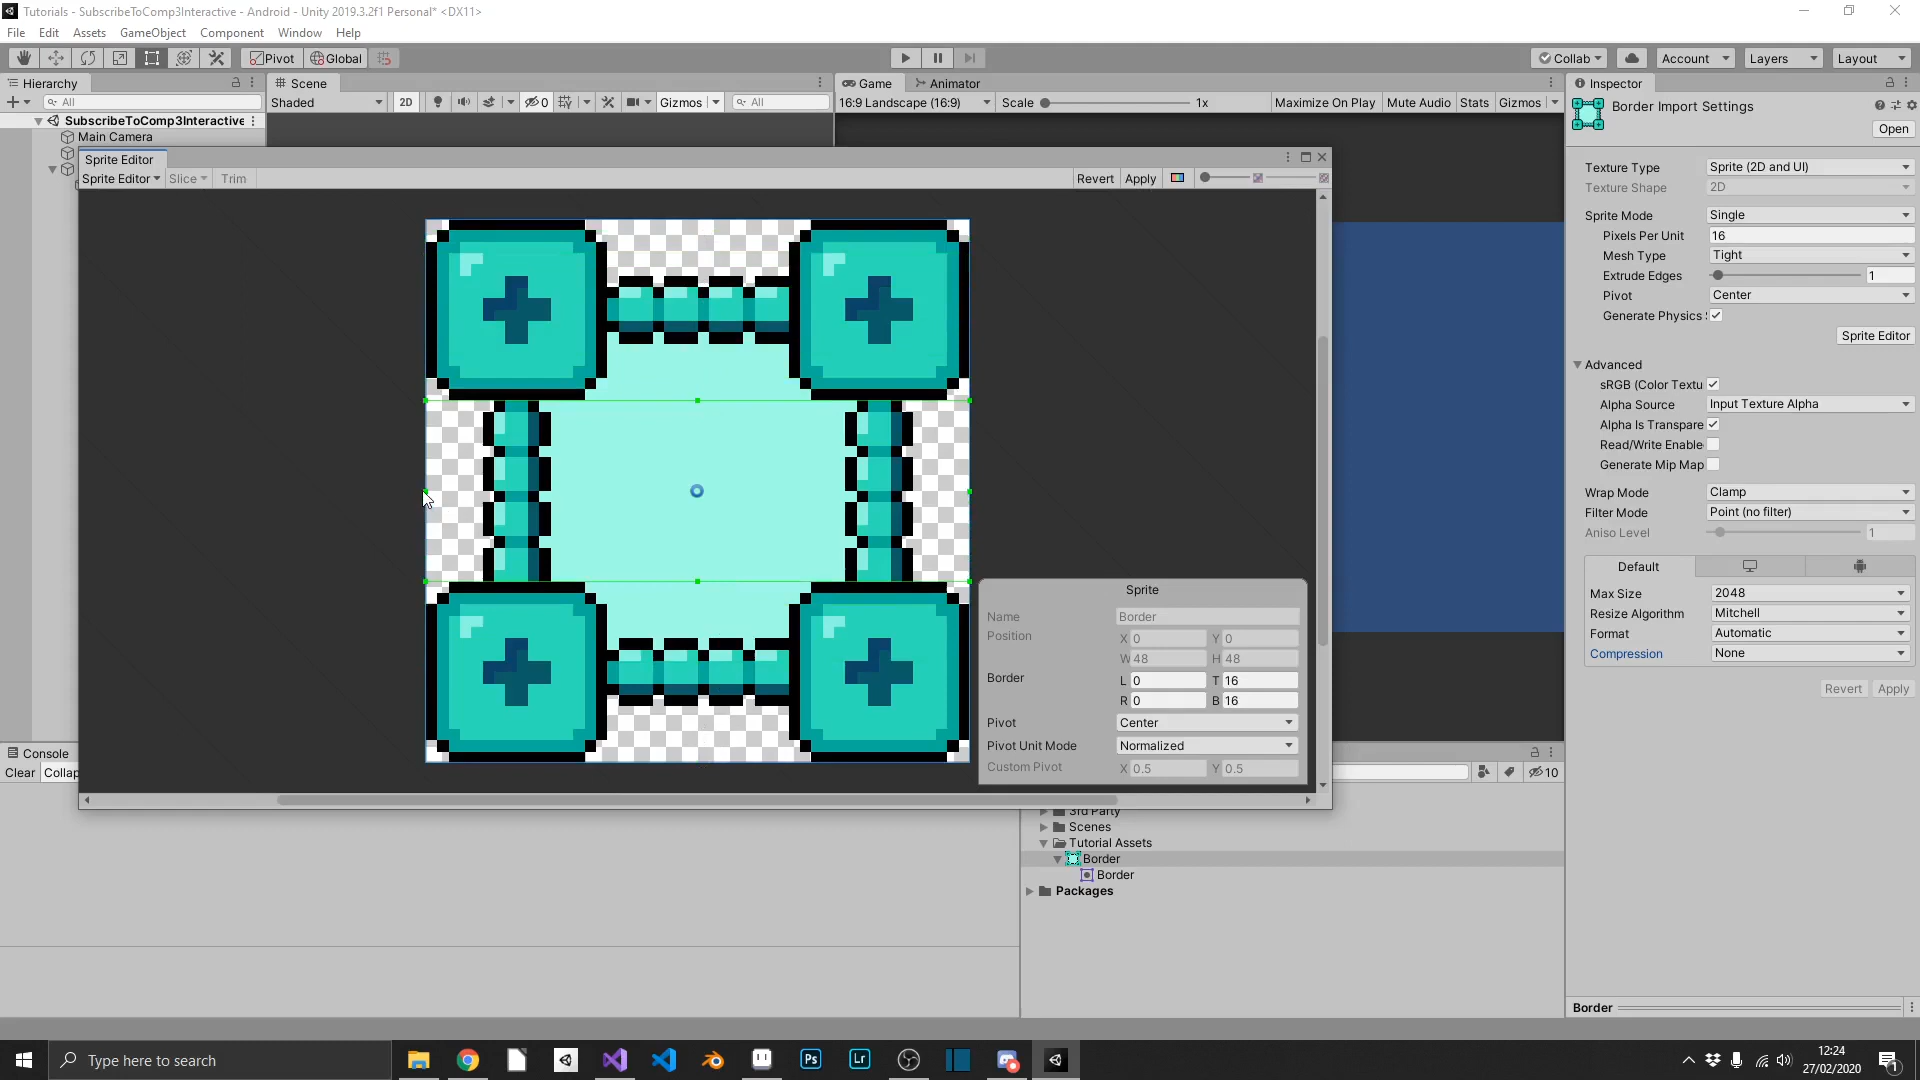 Tutorials - SubscribeToComp3Interactive - Android - Unity 2019.3.2f1 Personal* <DX11>
File Edit Assets GameObject Component Window Help
Pivot Global Collab Account Layers Layout
Hierarchy Scene Game Animator Inspector
All Shaded 2D 0 Gizmos All 16:9 Landscape (16:9) Scale 1x Maximize On Play Mute Audio Stats Gizmos
Border Import Settings
Open
SubscribeToComp3Interactive
Main Camera
Sprite Editor
Sprite Editor Slice Trim Revert Apply
Texture Type Sprite (2D and UI)
Texture Shape 2D
Sprite Mode Single
Pixels Per Unit 16
Mesh Type Tight
Extrude Edges 1
Pivot Center
Generate Physics
Sprite Editor
Advanced
sRGB (Color Textu
Alpha Source Input Texture Alpha
Alpha Is Transpare
Read/Write Enable
Generate Mip Map
Wrap Mode Clamp
Filter Mode Point (no filter)
Aniso Level 1
Default
Max Size 2048
Resize Algorithm Mitchell
Format Automatic
Compression None
Revert Apply
Sprite
Name Border
Position X 0 Y 0
W 48 H 48
Border L 0 T 16
R 0 B 16
Pivot Center
Pivot Unit Mode Normalized
Custom Pivot X 0.5 Y 0.5
Console
Clear Collap
10
3rd Party
Scenes
Tutorial Assets
Border
Border
Packages
Border
Type here to search
Ps Lr
12:24
27/02/2020
1